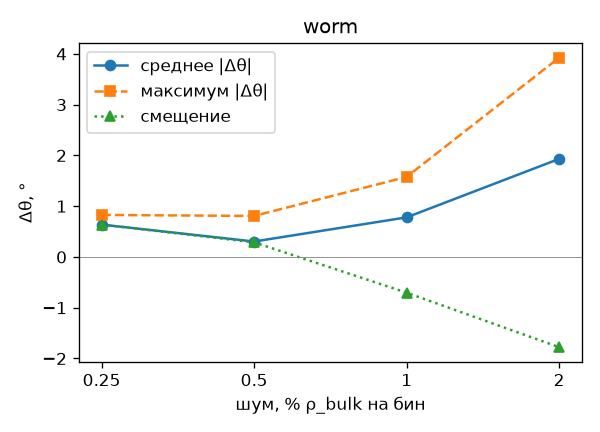 worm
среднее |Δθ|
максимум |Δθ|
смещение
Δθ, °
4
3
2
1
0
−1
−2
0.25 0.5 1 2
шум, % ρ_bulk на бин